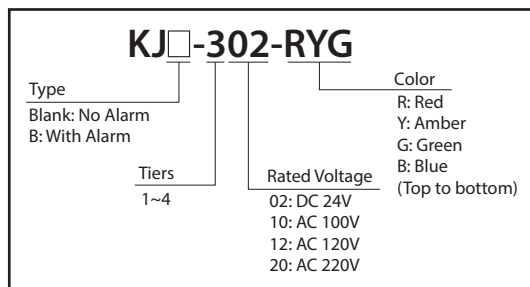 KJ□-302-RYG
Type
Blank: No Alarm
B: With Alarm
Tiers
1~4
Rated Voltage
02: DC 24V
10: AC 100V
12: AC 120V
20: AC 220V
Color
R: Red
Y: Amber
G: Green
B: Blue
(Top to bottom)